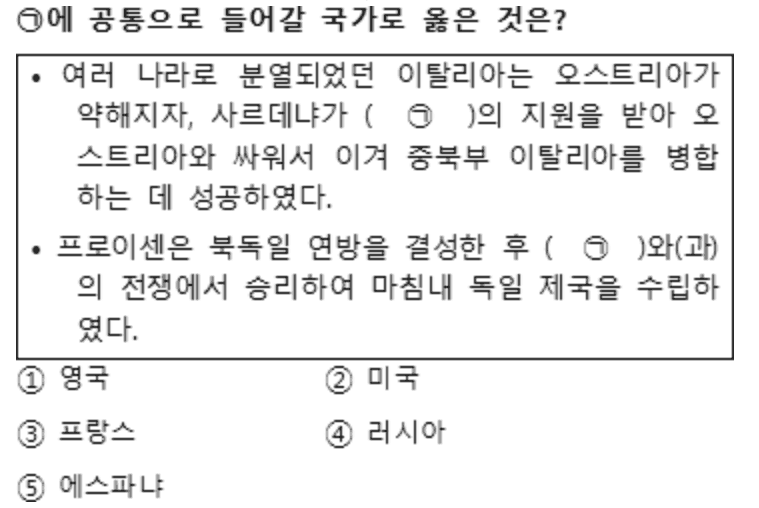 ㉠에 공통으로 들어갈 국가로 옳은 것은?
• 여러 나라로 분열되었던 이탈리아는 오스트리아가
약해지자, 사르데냐가 ( ㉠ )의 지원을 받아 오
스트리아와 싸워서 이겨 중북부 이탈리아를 병합
하는 데 성공하였다.
• 프로이센은 북독일 연방을 결성한 후 ( ㉠ )와(과)
의 전쟁에서 승리하여 마침내 독일 제국을 수립하
였다.
① 영국 ② 미국
③ 프랑스 ④ 러시아
⑤ 에스파냐